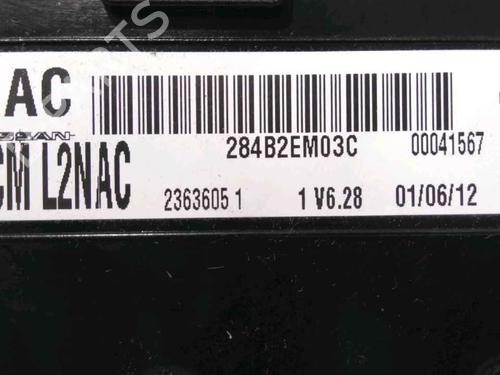 AC
284B2EM03C 00041567
CM L2NAC
2363605 1 1 V6.28 01/06/12